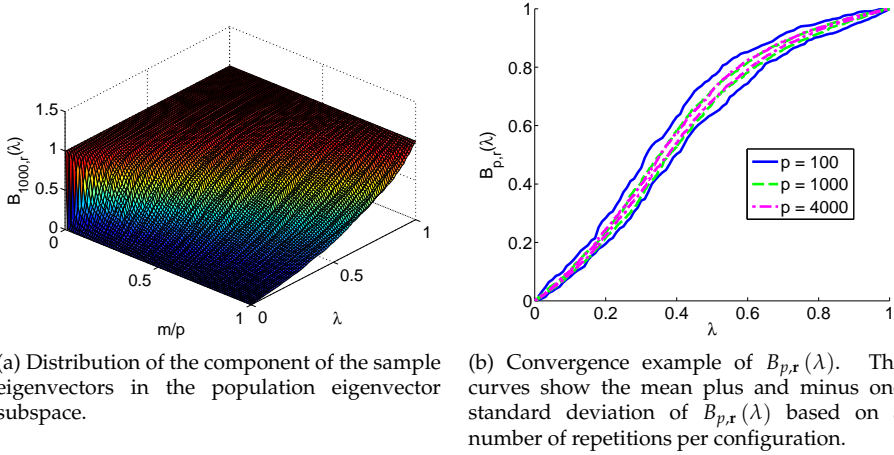 1.5
1
0.5
0
B1000,r(λ)
0
0.5
1
m/p
0
0.5
1
λ
1
0.8
0.6
0.4
0.2
0
Bp,r(λ)
p = 100
p = 1000
p = 4000
0 0.2 0.4 0.6 0.8 1
λ
(a) Distribution of the component of the sample
eigenvectors in the population eigenvector
subspace.
(b) Convergence example of Bp,r (λ). The
curves show the mean plus and minus one
standard deviation of Bp,r (λ) based on
number of repetitions per configuration.